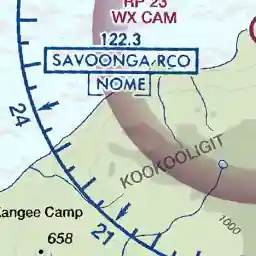 RP 23
WX CAM
122.3
SAVOONGA RCO
NOME
24
KOOKOOLIGIT
Kangee Camp
658
21
1000